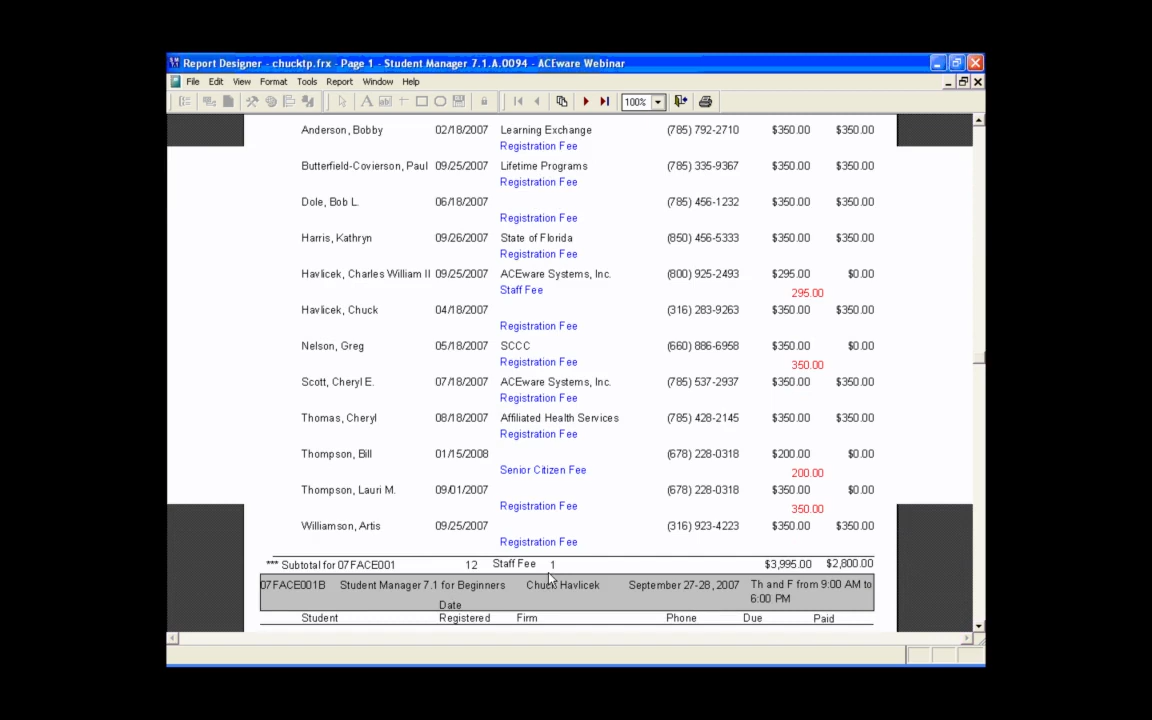 Report Designer - chucktp.frx - Page 1 - Student Manager 7.1.A.0094 - ACEware Webinar
File Edit View Format Tools Report Window Help
100%
Anderson, Bobby 02/18/2007 Learning Exchange (785) 792-2710 $350.00 $350.00
Registration Fee
Butterfield-Covierson, Paul 09/25/2007 Lifetime Programs (785) 335-9367 $350.00 $350.00
Registration Fee
Dole, Bob L. 06/18/2007 (785) 456-1232 $350.00 $350.00
Registration Fee
Harris, Kathryn 09/26/2007 State of Florida (850) 456-5333 $350.00 $350.00
Registration Fee
Havlicek, Charles William II 09/25/2007 ACEware Systems, Inc. (800) 925-2493 $295.00 $0.00
Staff Fee 295.00
Havlicek, Chuck 04/18/2007 (316) 283-9263 $350.00 $350.00
Registration Fee
Nelson, Greg 05/18/2007 SCCC (660) 886-6958 $350.00 $0.00
Registration Fee 350.00
Scott, Cheryl E. 07/18/2007 ACEware Systems, Inc. (785) 537-2937 $350.00 $350.00
Registration Fee
Thomas, Cheryl 08/18/2007 Affiliated Health Services (785) 428-2145 $350.00 $350.00
Registration Fee
Thompson, Bill 01/15/2008 (678) 228-0318 $200.00 $0.00
Senior Citizen Fee 200.00
Thompson, Lauri M. 09/01/2007 (678) 228-0318 $350.00 $0.00
Registration Fee 350.00
Williamson, Artis 09/25/2007 (316) 923-4223 $350.00 $350.00
Registration Fee
*** Subtotal for 07FACE001 12 Staff Fee 1 $3,995.00 $2,800.00
07FACE001B Student Manager 7.1 for Beginners Chuck Havlicek September 27-28, 2007 Th and F from 9:00 AM to
6:00 PM
Date
Student Registered Firm Phone Due Paid